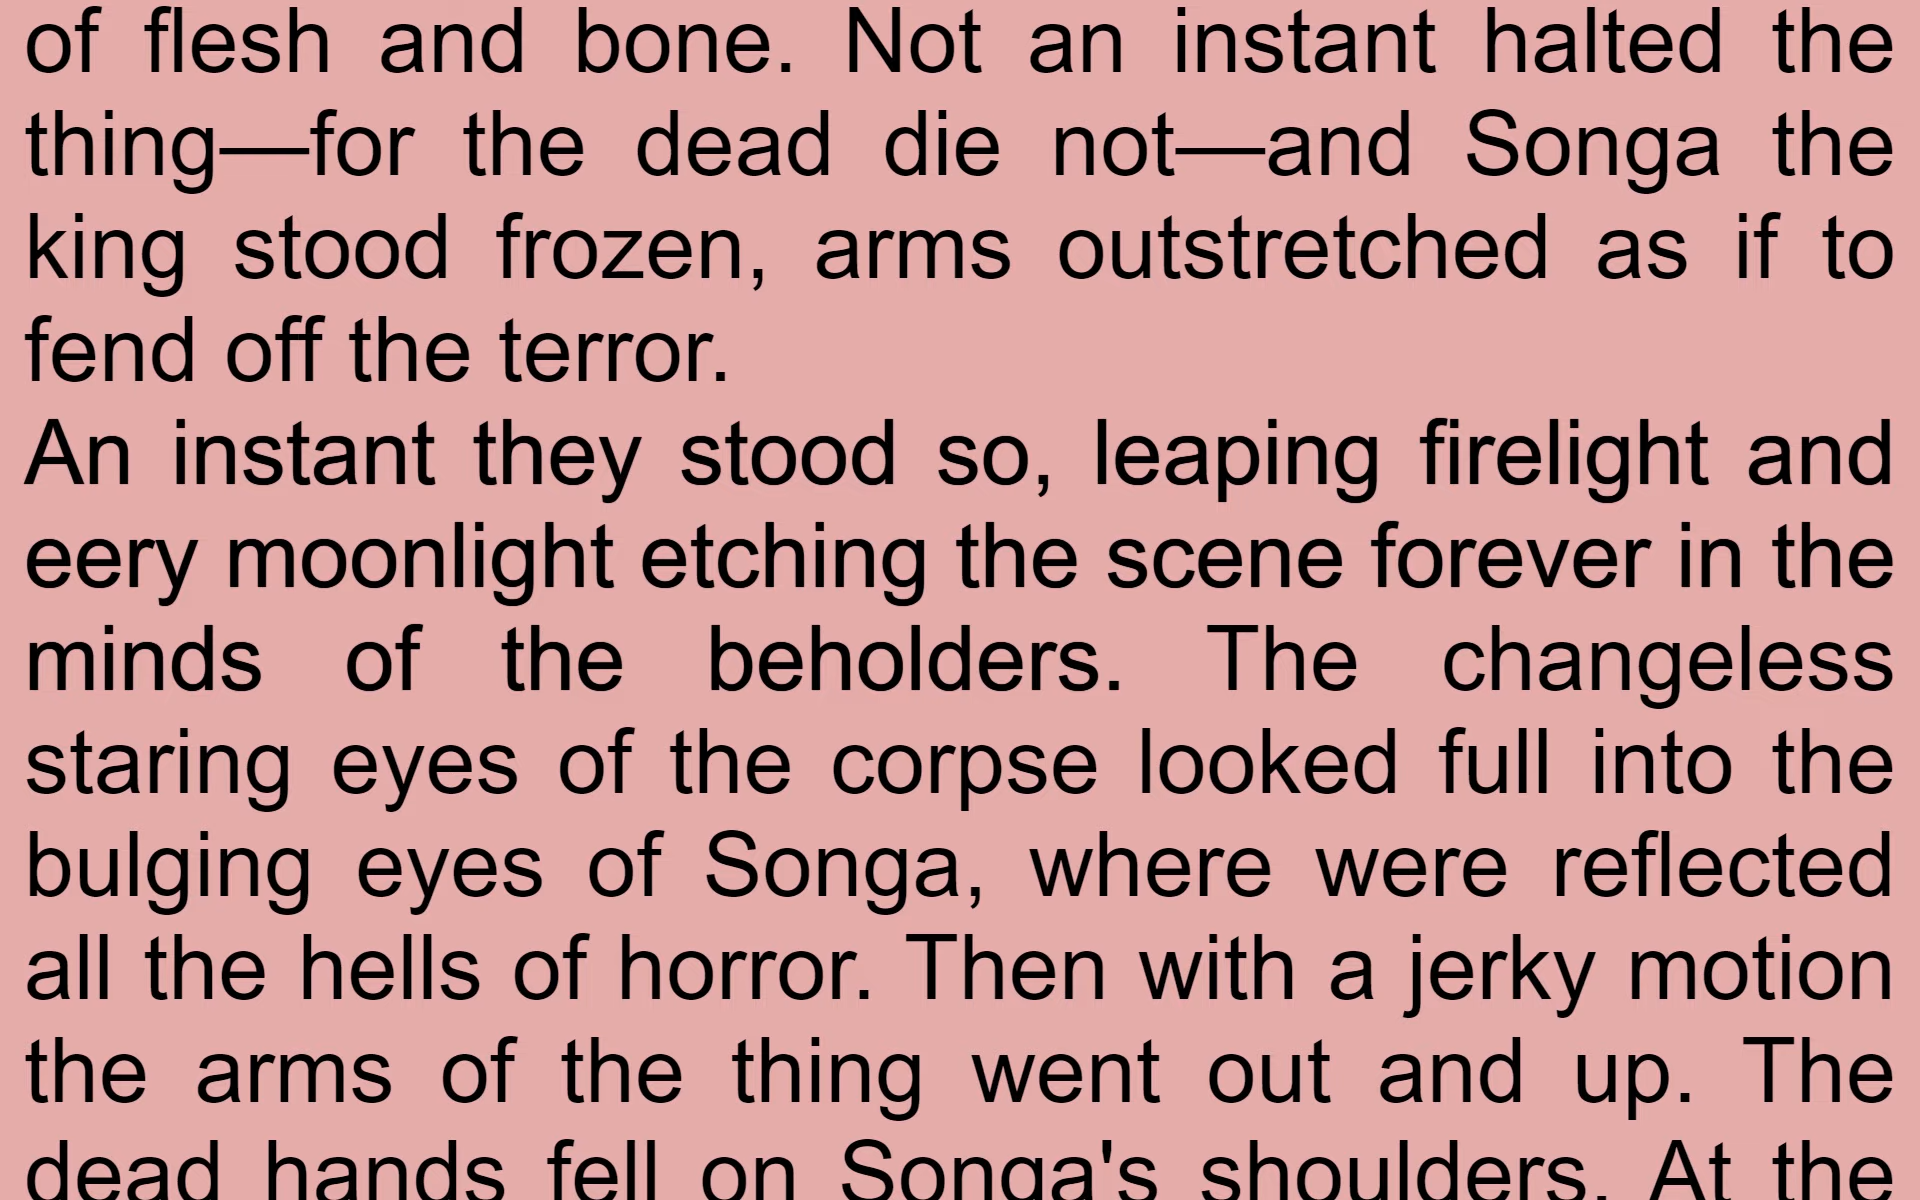 of flesh and bone. Not an instant halted the
thing—for the dead die not—and Songa the
king stood frozen, arms outstretched as if to
fend off the terror.
An instant they stood so, leaping firelight and
eery moonlight etching the scene forever in the
minds of the beholders. The changeless
staring eyes of the corpse looked full into the
bulging eyes of Songa, where were reflected
all the hells of horror. Then with a jerky motion
the arms of the thing went out and up. The
dead hands fell on Songa's shoulders. At the